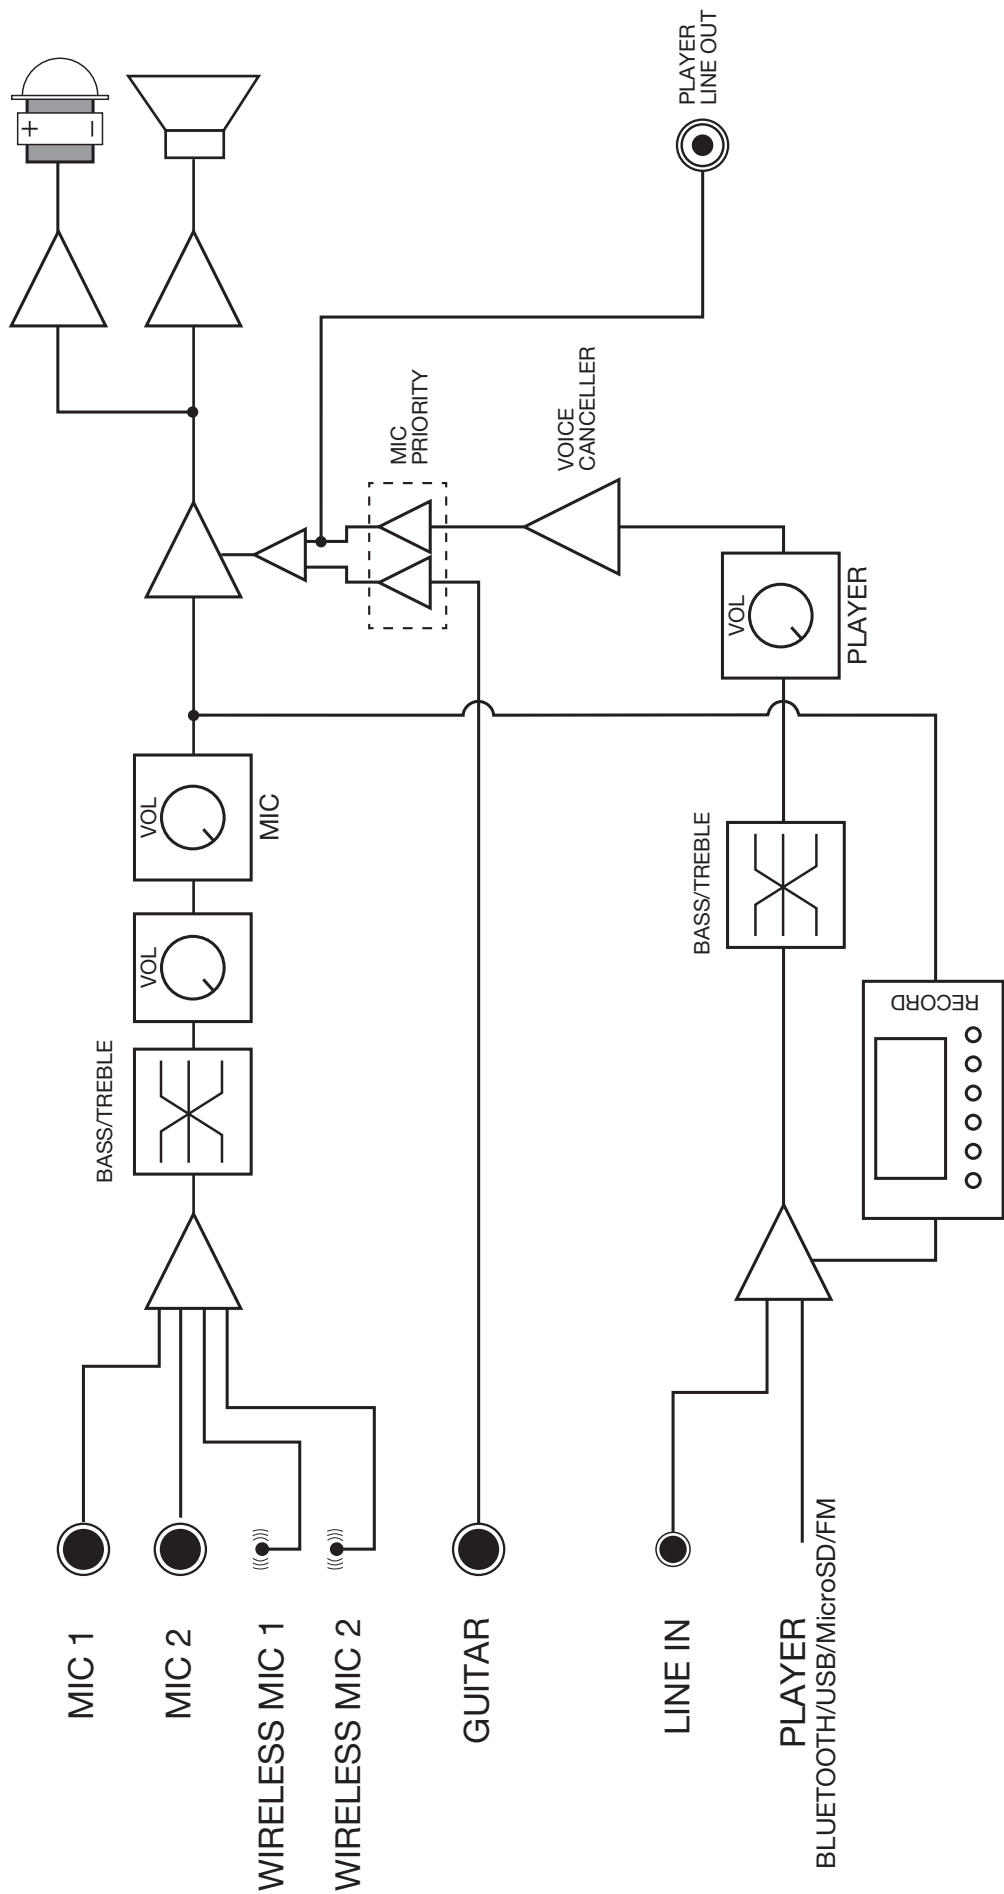 MIC 1
MIC 2
WIRELESS MIC 1
WIRELESS MIC 2
GUITAR
LINE IN
PLAYER
BLUETOOTH/USB/MicroSD/FM
BASS/TREBLE
VOL
VOL
MIC
BASS/TREBLE
RECORD
VOL
PLAYER
VOICE
CANCELLER
MIC
PRIORITY
PLAYER
LINE OUT
+
−